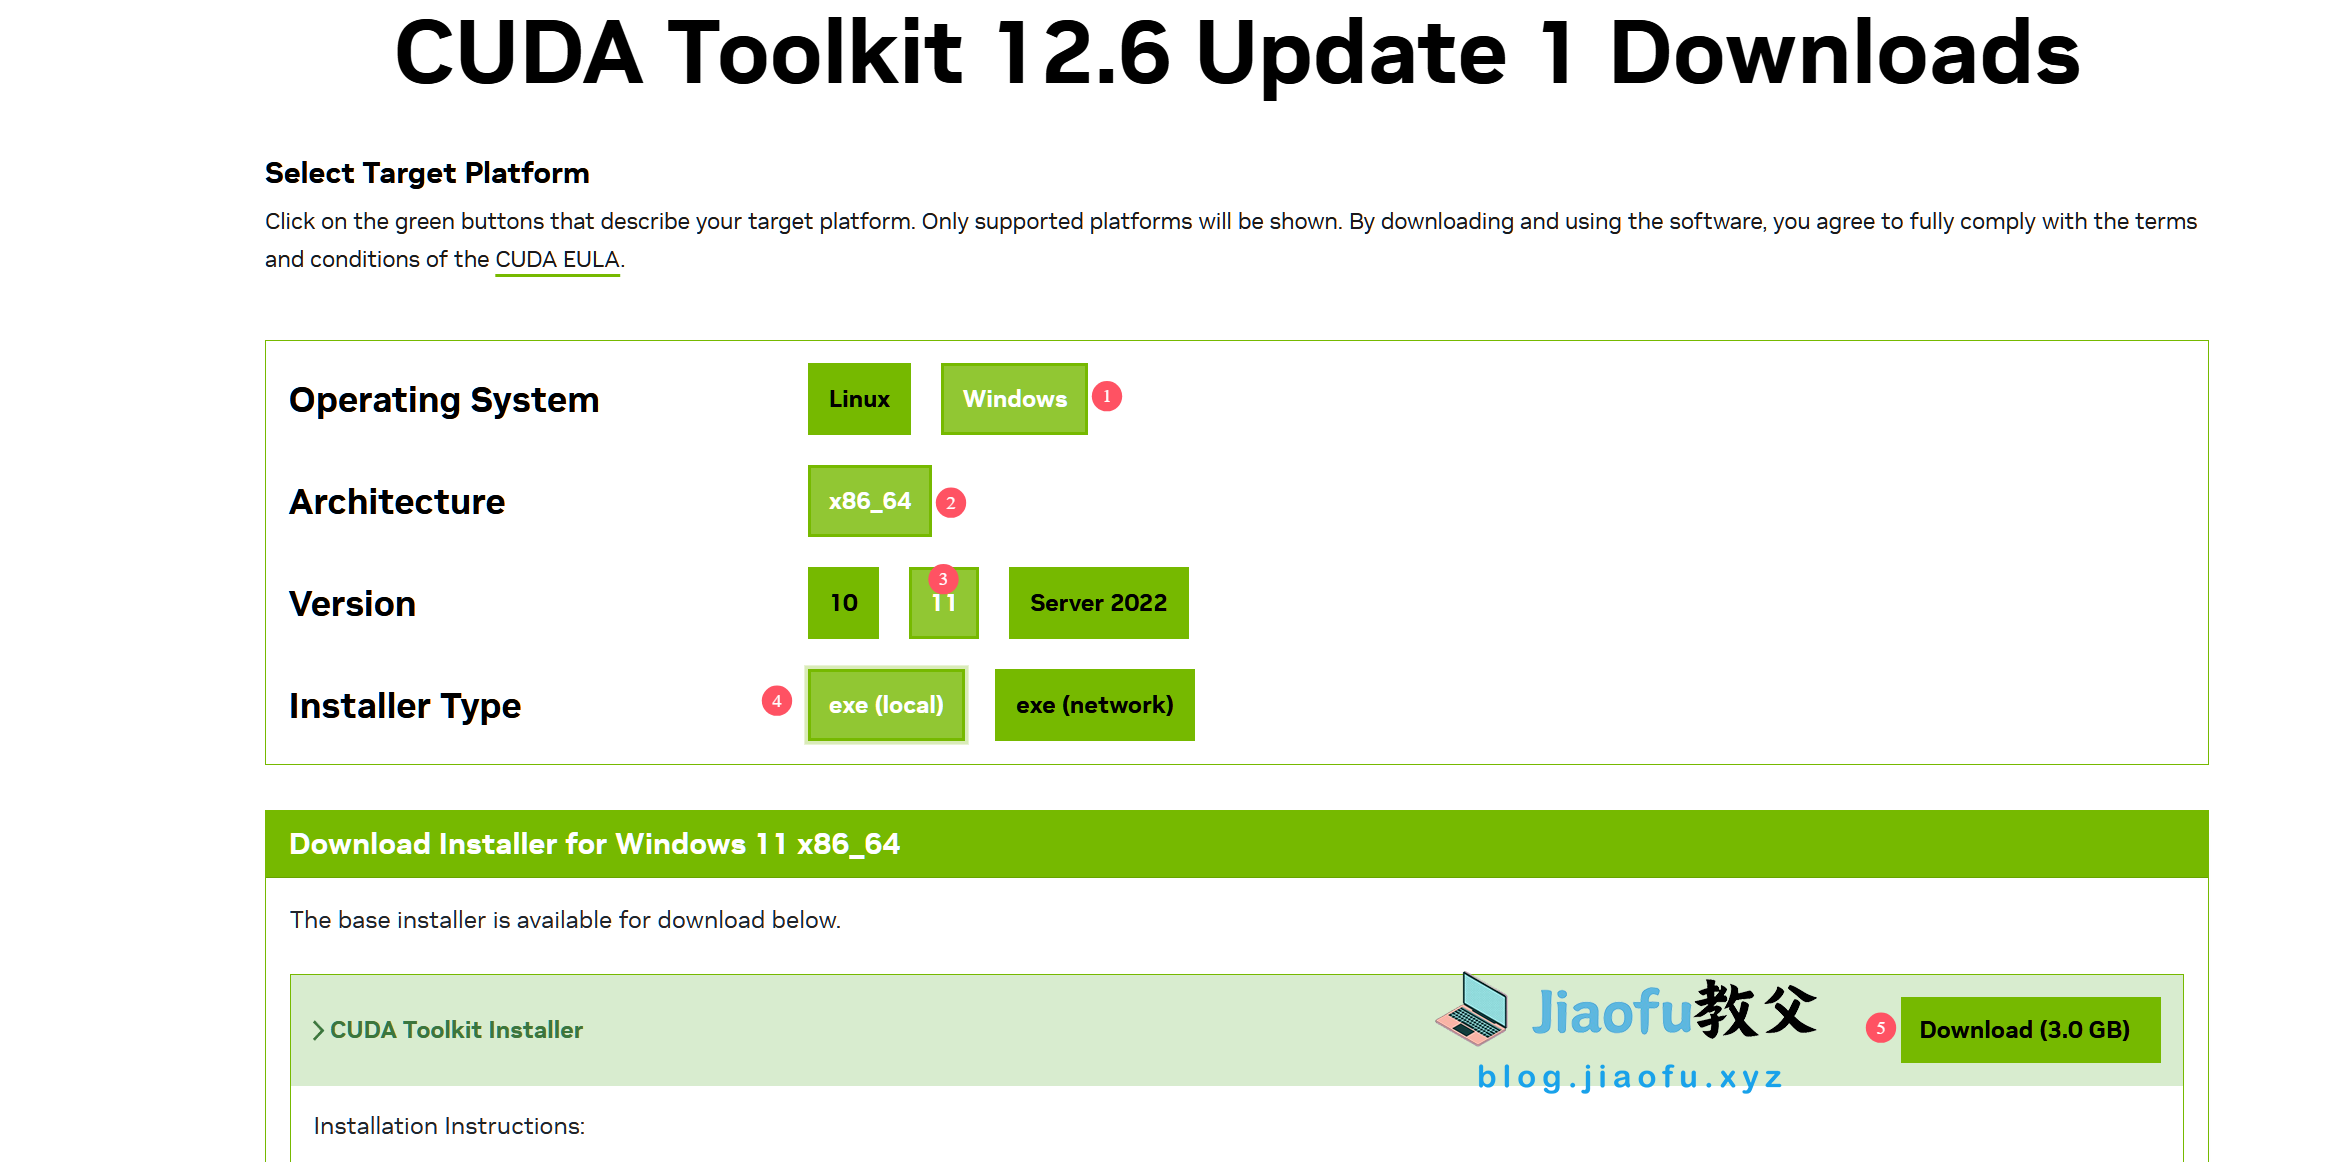 CUDA Toolkit 12.6 Update 1 Downloads
Select Target Platform
Click on the green buttons that describe your target platform. Only supported platforms will be shown. By downloading and using the software, you agree to fully comply with the terms
and conditions of the CUDA EULA.
Operating System Linux Windows 1
Architecture x86_64 2
Version 10 3 11 Server 2022
Installer Type 4 exe (local) exe (network)
Download Installer for Windows 11 x86_64
The base installer is available for download below.
CUDA Toolkit Installer Jiaofu教父 5 Download (3.0 GB)
blog.jiaofu.xyz
Installation Instructions: